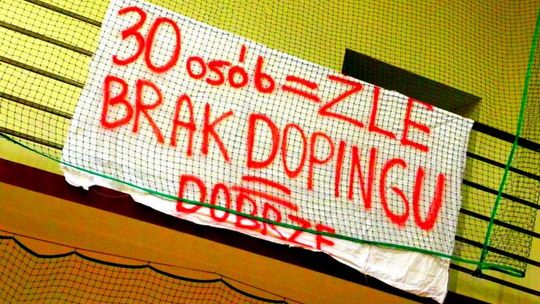 30 osób = ZLE
BRAK DOPINGU
=
DOBRZE